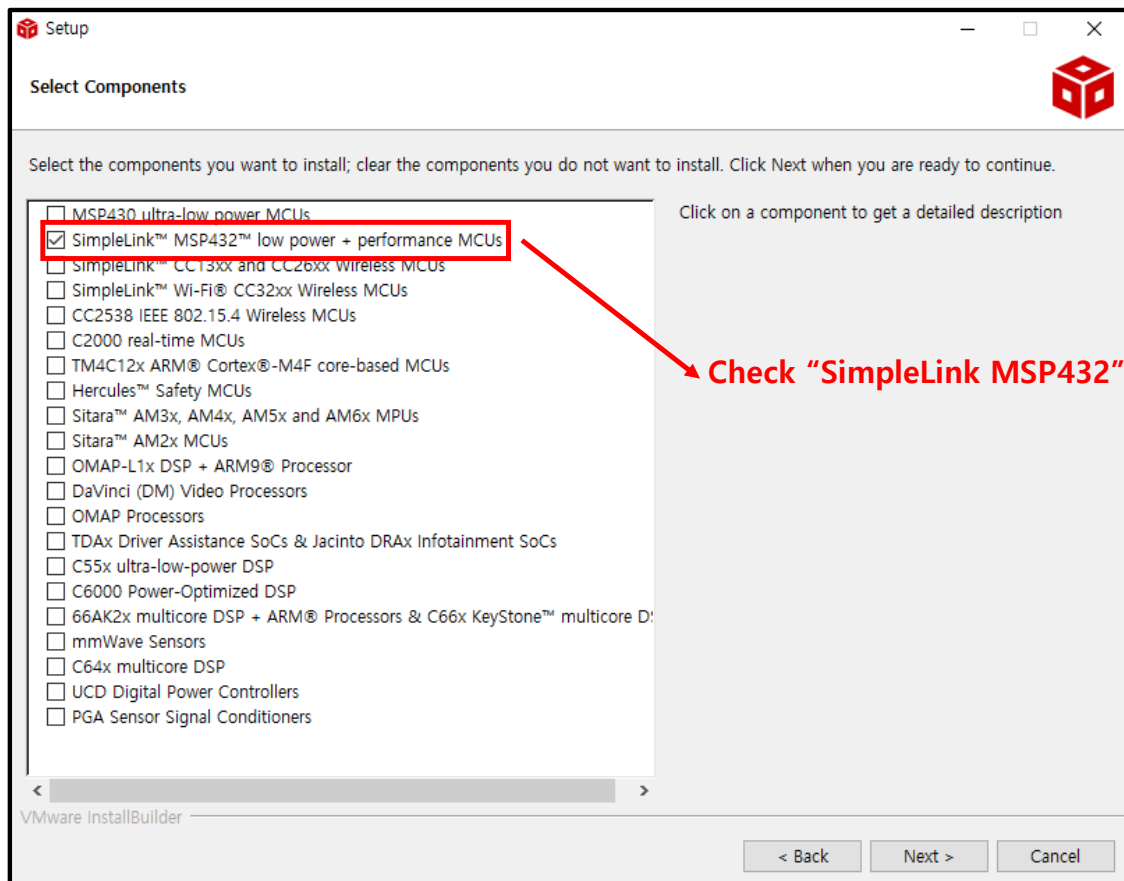 Setup
Select Components
Select the components you want to install; clear the components you do not want to install. Click Next when you are ready to continue.
MSP430 ultra-low power MCUs
SimpleLink™ MSP432™ low power + performance MCUs
SimpleLink™ CC13xx and CC26xx Wireless MCUs
SimpleLink™ Wi-Fi® CC32xx Wireless MCUs
CC2538 IEEE 802.15.4 Wireless MCUs
C2000 real-time MCUs
TM4C12x ARM® Cortex®-M4F core-based MCUs
Hercules™ Safety MCUs
Sitara™ AM3x, AM4x, AM5x and AM6x MPUs
Sitara™ AM2x MCUs
OMAP-L1x DSP + ARM9® Processor
DaVinci (DM) Video Processors
OMAP Processors
TDAx Driver Assistance SoCs & Jacinto DRAx Infotainment SoCs
C55x ultra-low-power DSP
C6000 Power-Optimized DSP
66AK2x multicore DSP + ARM® Processors & C66x KeyStone™ multicore
mmWave Sensors
C64x multicore DSP
UCD Digital Power Controllers
PGA Sensor Signal Conditioners
Click on a component to get a detailed description
Check “SimpleLink MSP432”
VMware InstallBuilder
< Back
Next >
Cancel